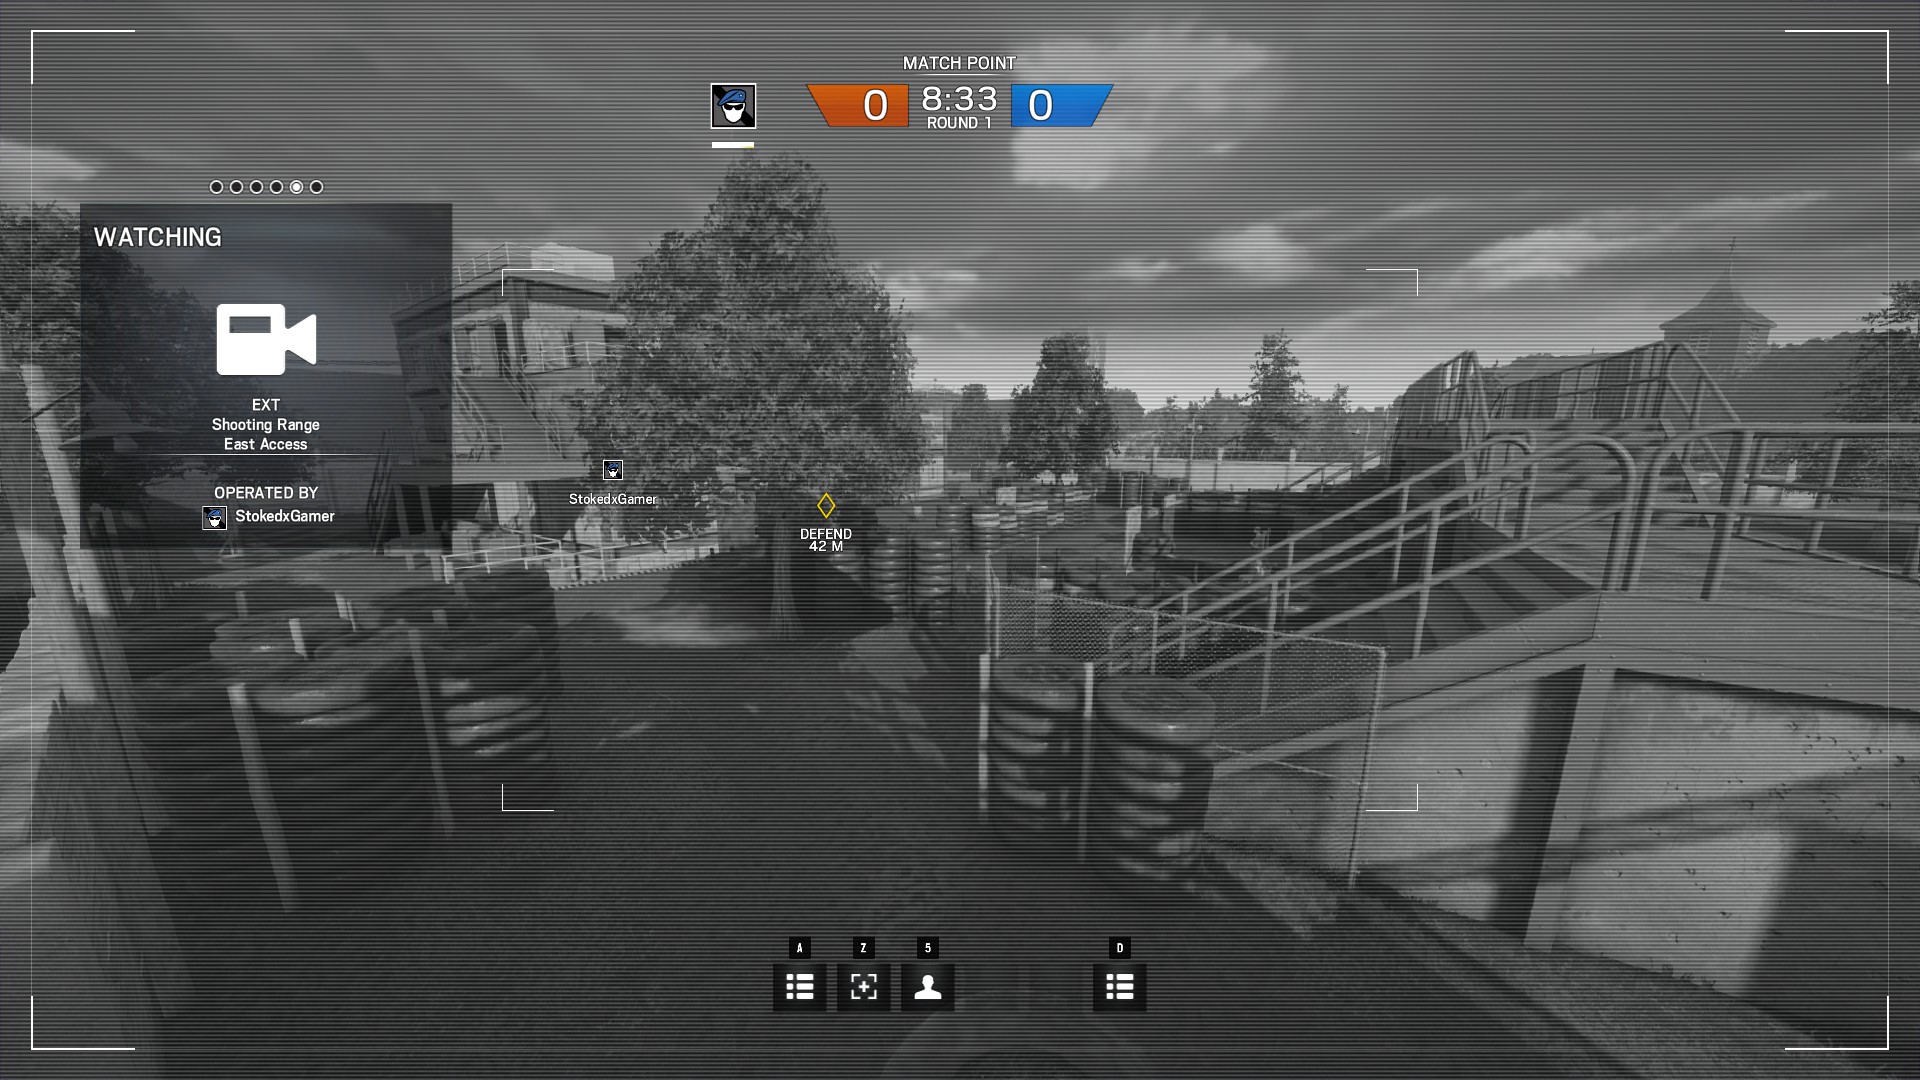 MATCH POINT
0 8:33 0
ROUND 1
WATCHING
EXT
Shooting Range
East Access
OPERATED BY
StokedxGamer
StokedxGamer
DEFEND
42 M
A Z 5 D